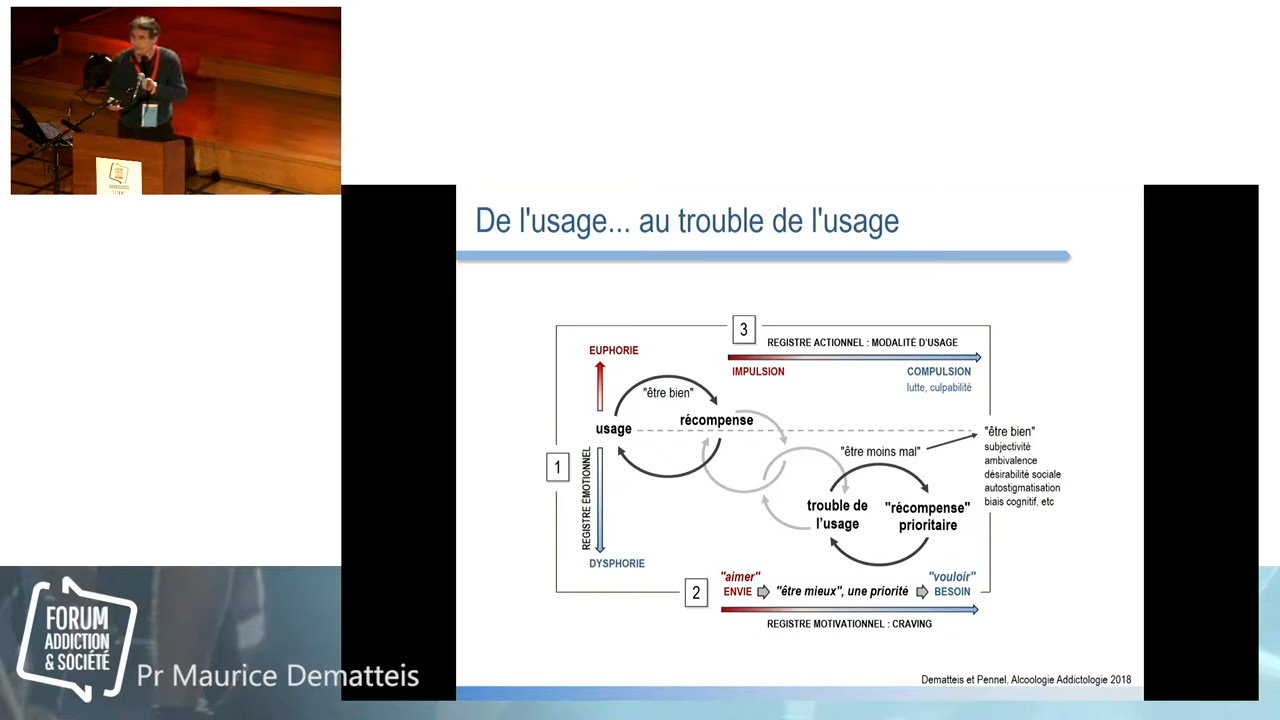 De l'usage... au trouble de l'usage
3
REGISTRE ACTIONNEL : MODALITÉ D'USAGE
EUPHORIE
IMPULSION
COMPULSION
lutte, culpabilité
"être bien"
récompense
usage
"être bien"
subjectivité
ambivalence
désirabilité sociale
autostigmatisation
biais cognitif, etc
"être moins mal"
1
REGISTRE ÉMOTIONNEL
trouble de
l'usage
"récompense"
prioritaire
DYSPHORIE
2
"aimer"
ENVIE
"être mieux", une priorité
"vouloir"
BESOIN
REGISTRE MOTIVATIONNEL : CRAVING
FORUM
ADDICTION
& SOCIÉTÉ
Pr Maurice Dematteis
Dematteis et Pennel, Alcoologie Addictologie 2018